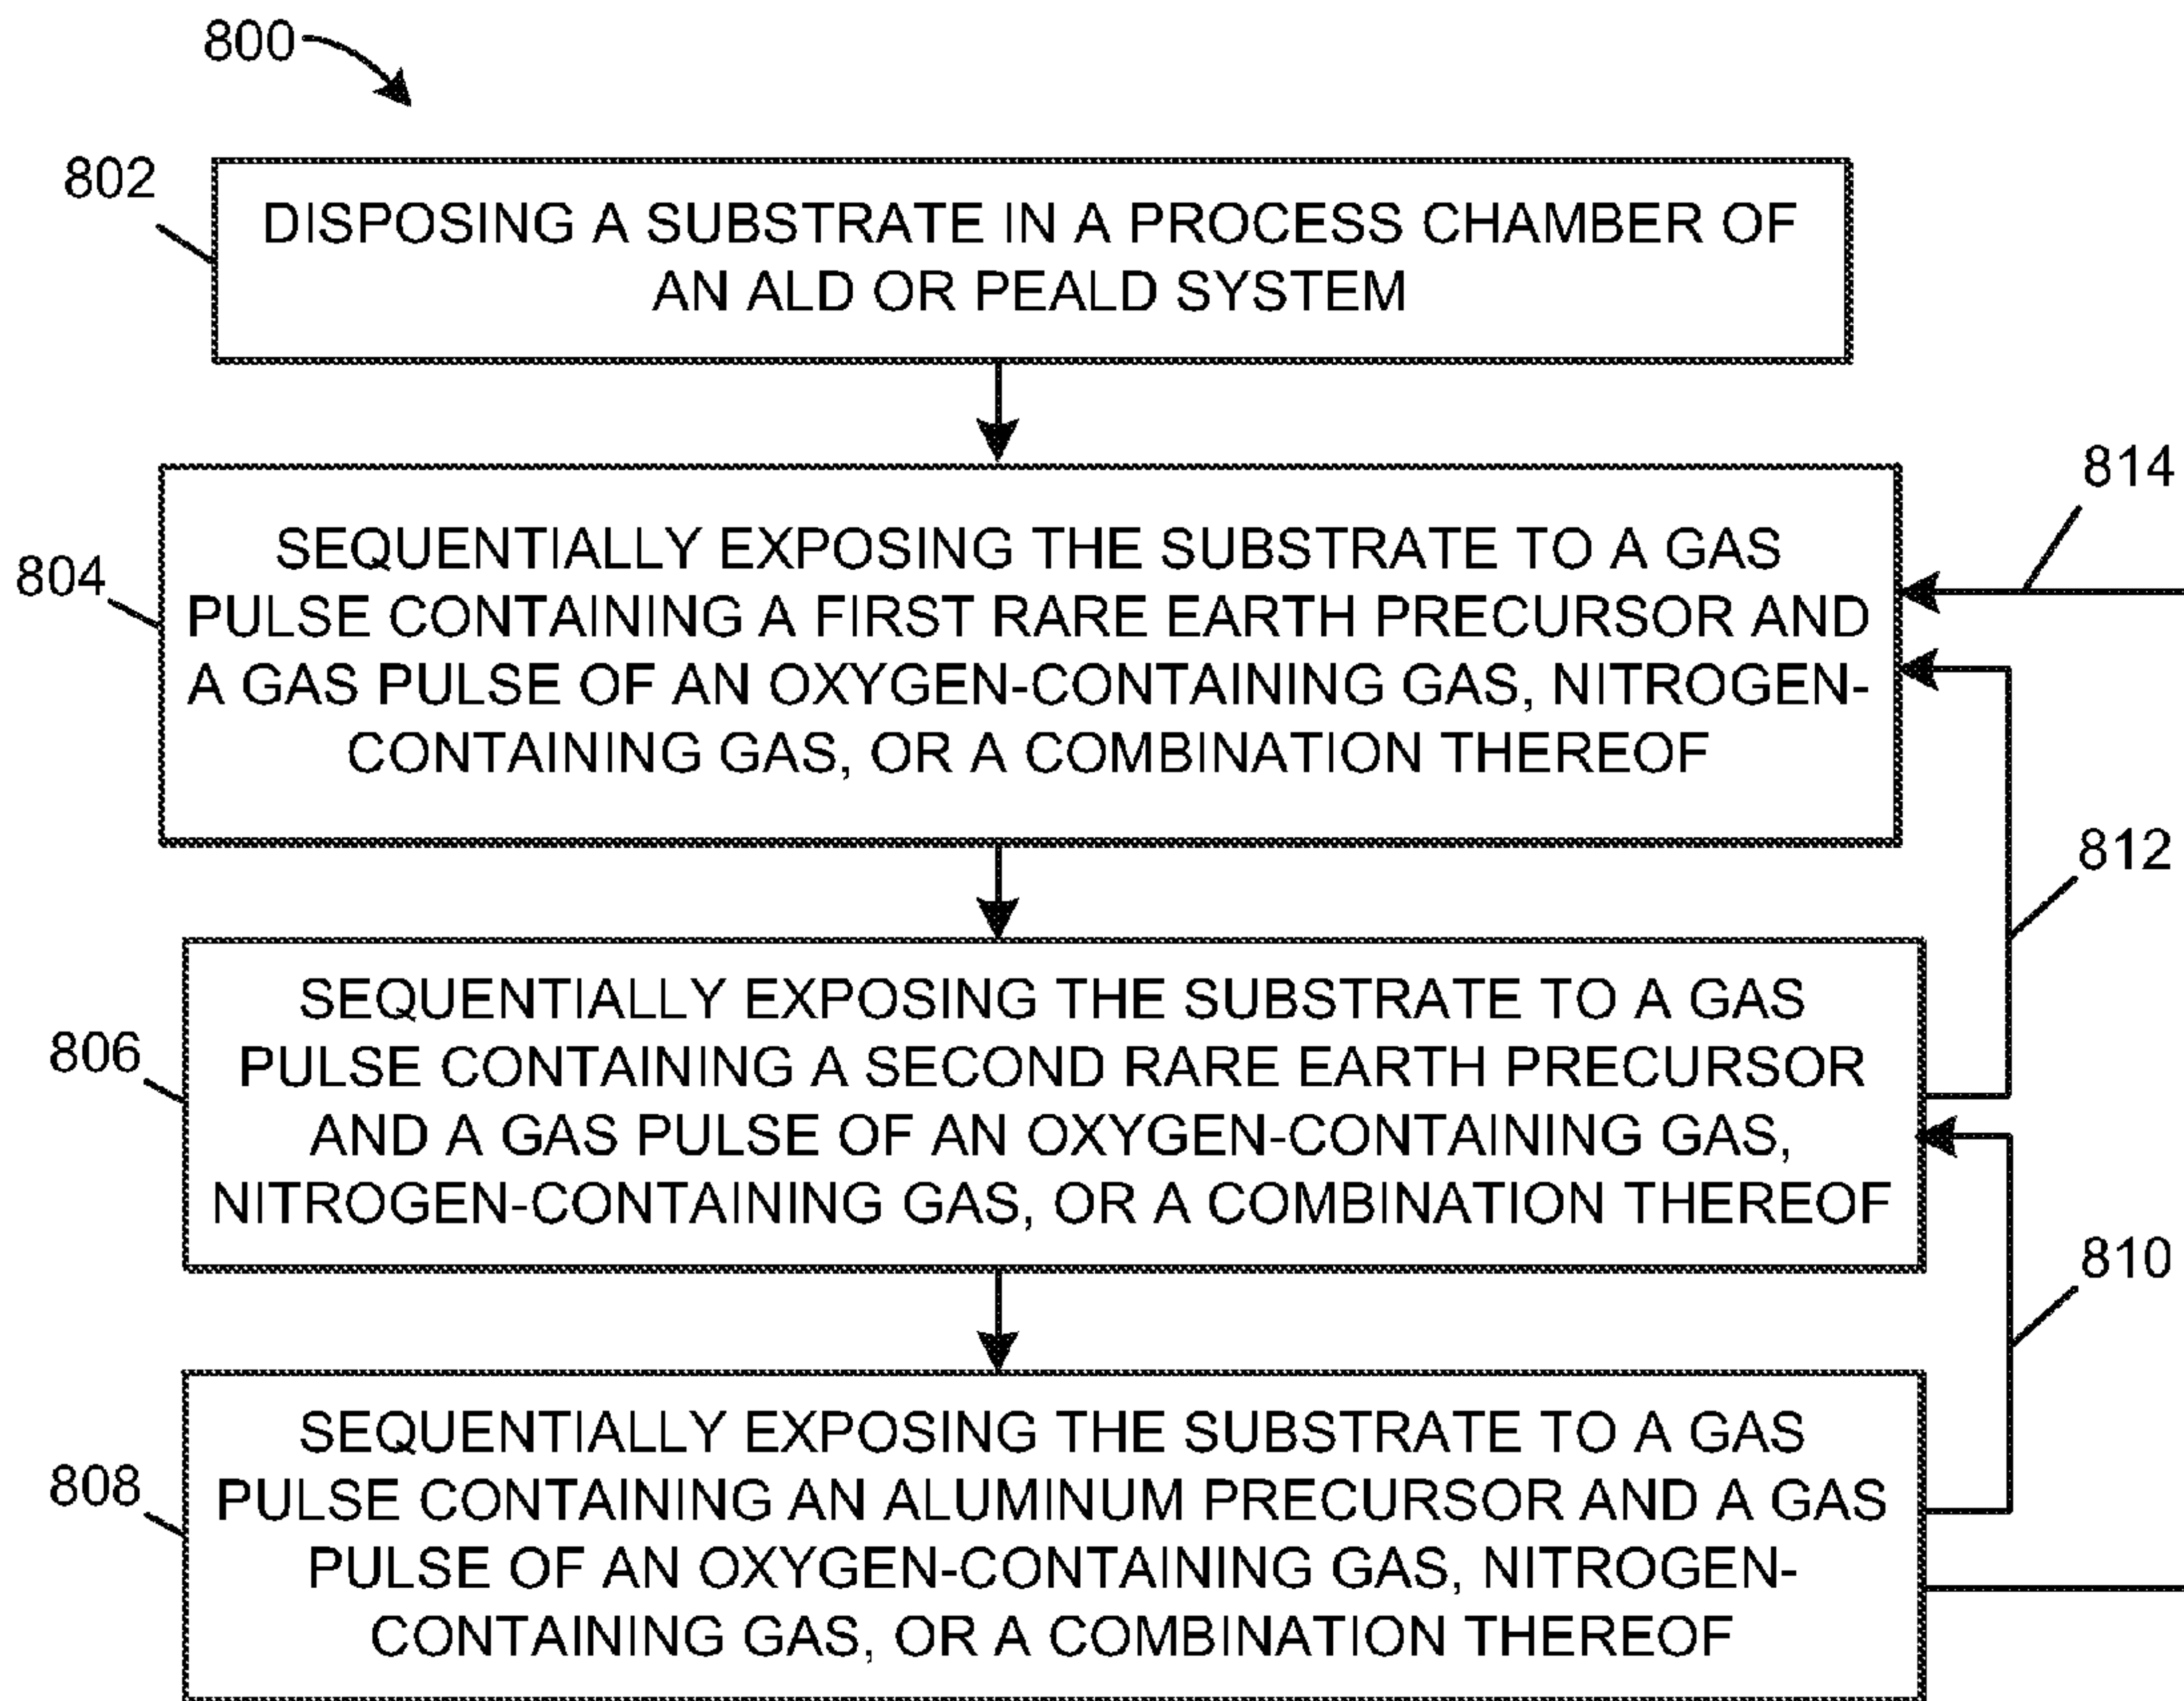 800
802
DISPOSING A SUBSTRATE IN A PROCESS CHAMBER OF
AN ALD OR PEALD SYSTEM
814
804
SEQUENTIALLY EXPOSING THE SUBSTRATE TO A GAS
PULSE CONTAINING A FIRST RARE EARTH PRECURSOR AND
A GAS PULSE OF AN OXYGEN-CONTAINING GAS, NITROGEN-
CONTAINING GAS, OR A COMBINATION THEREOF
812
806
SEQUENTIALLY EXPOSING THE SUBSTRATE TO A GAS
PULSE CONTAINING A SECOND RARE EARTH PRECURSOR
AND A GAS PULSE OF AN OXYGEN-CONTAINING GAS,
NITROGEN-CONTAINING GAS, OR A COMBINATION THEREOF
810
808
SEQUENTIALLY EXPOSING THE SUBSTRATE TO A GAS
PULSE CONTAINING AN ALUMINUM PRECURSOR AND A GAS
PULSE OF AN OXYGEN-CONTAINING GAS, NITROGEN-
CONTAINING GAS, OR A COMBINATION THEREOF